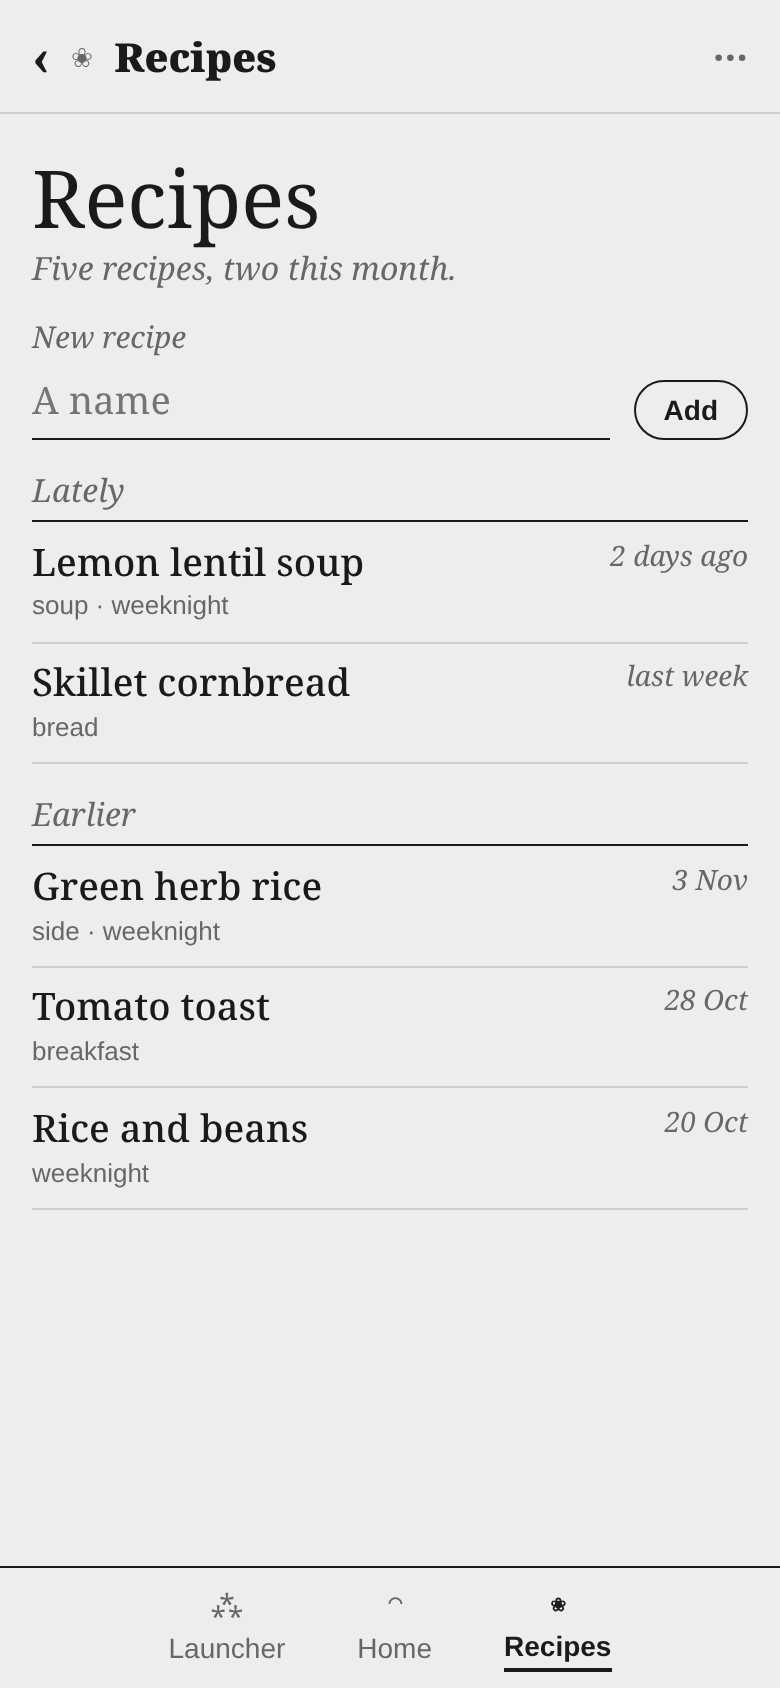 ‹ ❀ Recipes ···
Recipes
Five recipes, two this month.
New recipe
A name Add
Lately
Lemon lentil soup 2 days ago
soup · weeknight
Skillet cornbread last week
bread
Earlier
Green herb rice 3 Nov
side · weeknight
Tomato toast 28 Oct
breakfast
Rice and beans 20 Oct
weeknight
⁂ ◠ ❀
Launcher Home Recipes